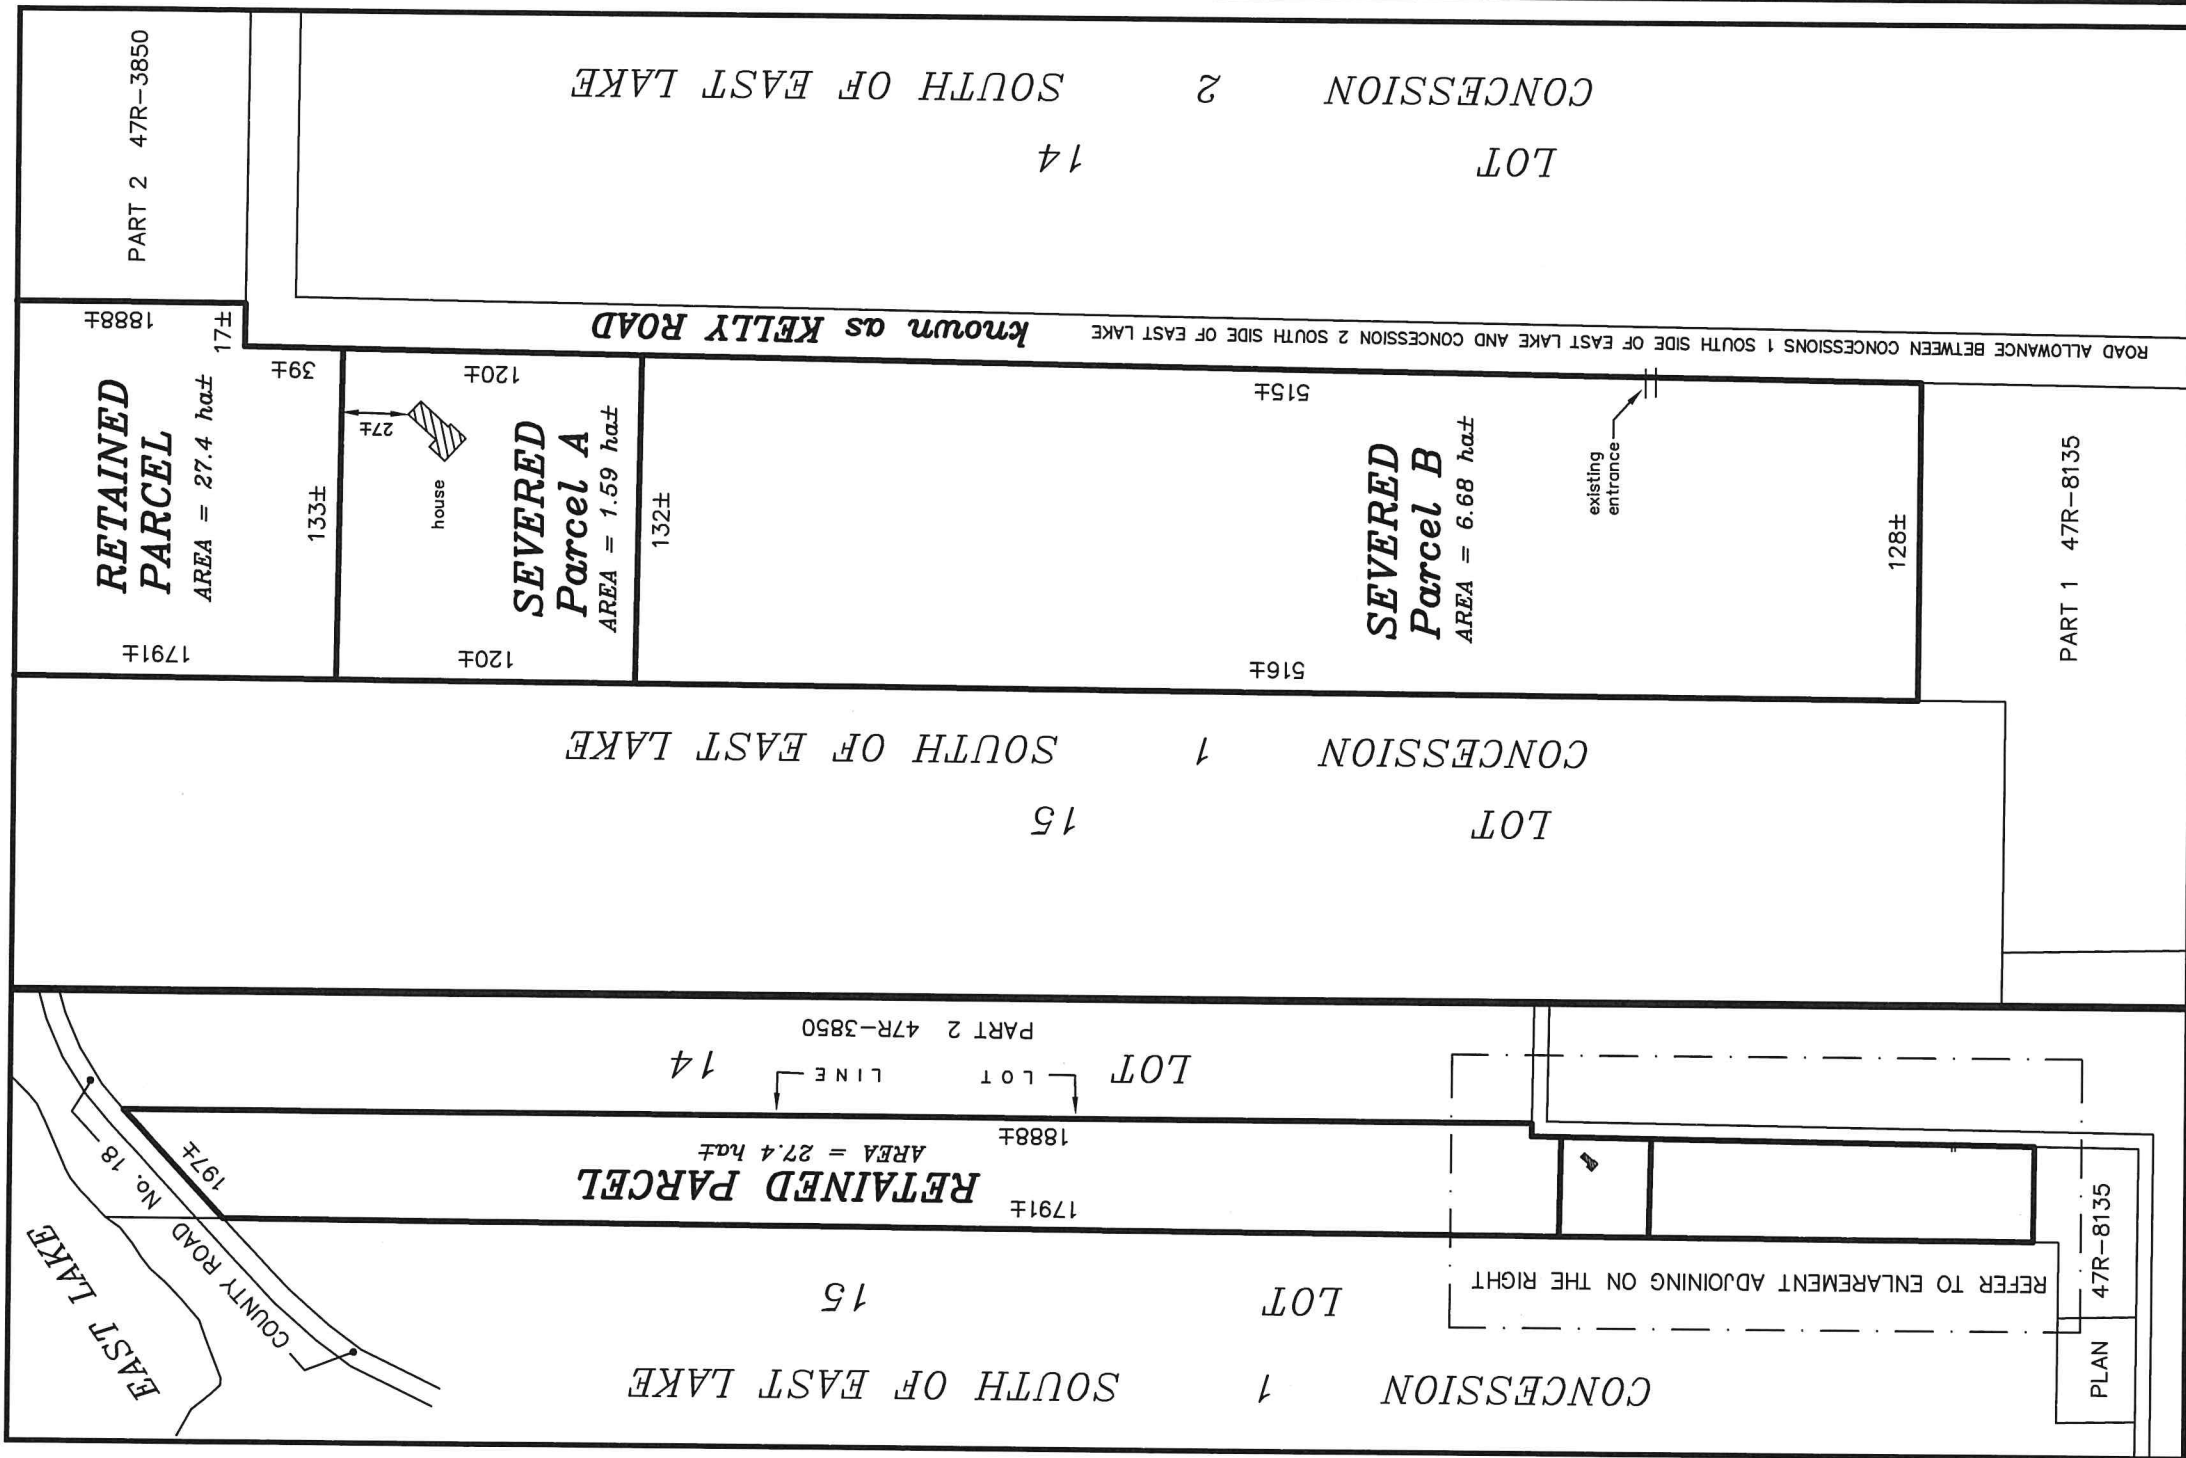 PART 2 47R-3850
CONCESSION 2 SOUTH OF EAST LAKE
LOT 14
ROAD ALLOWANCE BETWEEN CONCESSIONS 1 SOUTH SIDE OF EAST LAKE AND CONCESSION 2 SOUTH SIDE OF EAST LAKE
known as KELLY ROAD
1888±
17±
39±
RETAINED
PARCEL
AREA = 27.4 ha±
133±
1791±
120±
27±
house
SEVERED
Parcel A
AREA = 1.59 ha±
132±
120±
515±
SEVERED
Parcel B
AREA = 6.68 ha±
existing
entrance
128±
516±
PART 1 47R-8135
CONCESSION 1 SOUTH OF EAST LAKE
LOT 15
PART 2 47R-3850
LOT 14
LOT LINE
1888±
AREA = 27.4 ha±
RETAINED PARCEL
1791±
197±
COUNTY ROAD No. 18
EAST LAKE
REFER TO ENLAREMENT ADJOINING ON THE RIGHT
PLAN 47R-8135
LOT 15
CONCESSION 1 SOUTH OF EAST LAKE